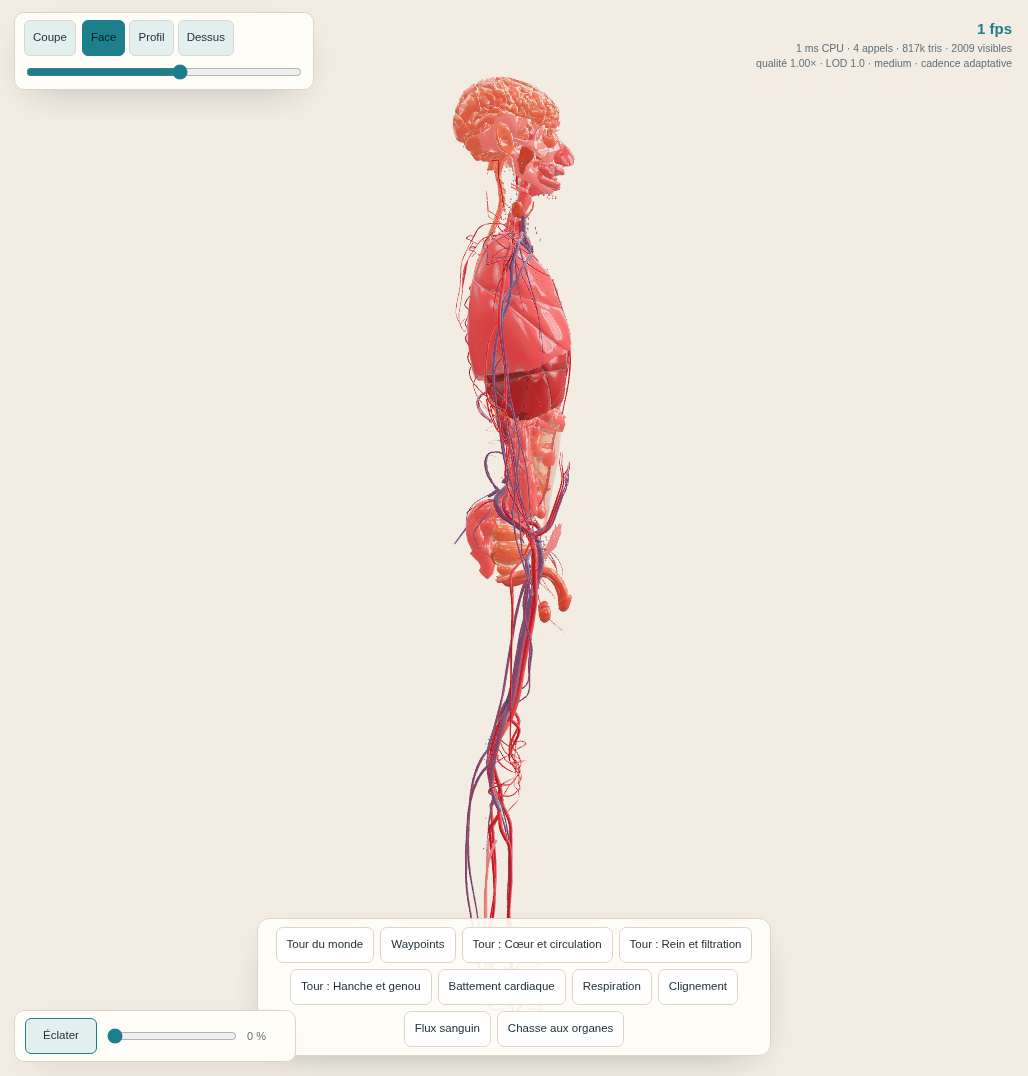 Coupe Face Profil Dessus
1 fps
1 ms CPU · 4 appels · 817k tris · 2009 visibles
qualité 1.00× · LOD 1.0 · medium · cadence adaptative
Tour du monde Waypoints Tour : Cœur et circulation Tour : Rein et filtration
Tour : Hanche et genou Battement cardiaque Respiration Clignement
Flux sanguin Chasse aux organes
Éclater 0 %